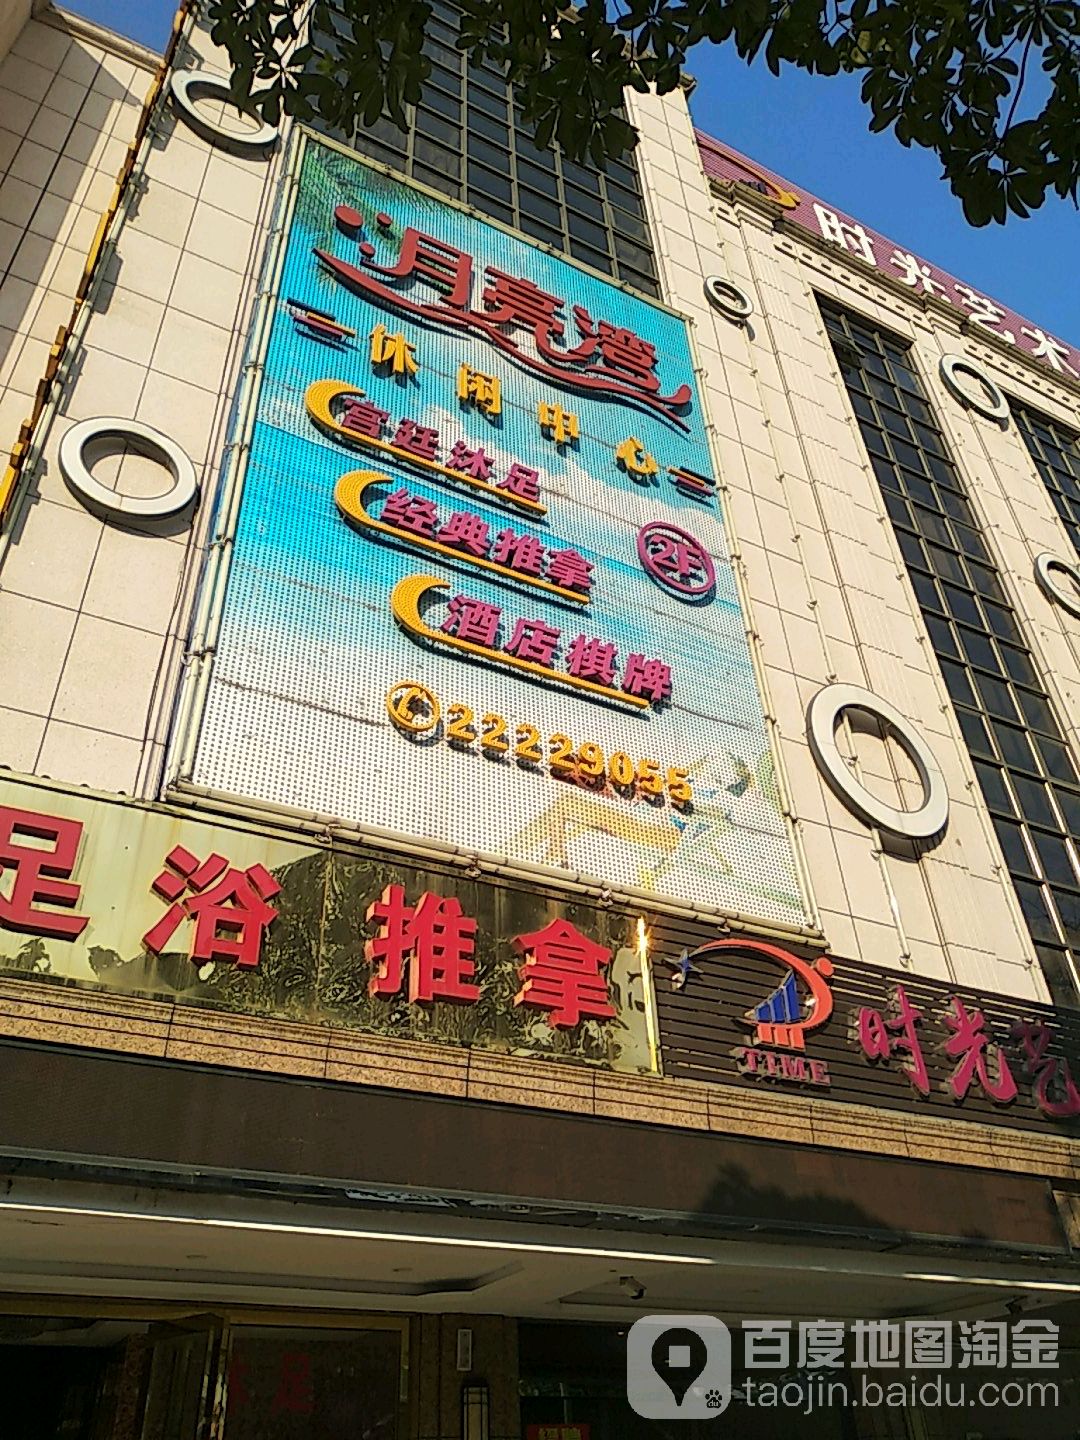 月亮湾
休闲中心
宫廷沐足
经典推拿
2F
酒店棋牌
22229055
时光艺术
足浴 推拿
TIME
时光艺
沐足
百度地图淘金
taojin.baidu.com